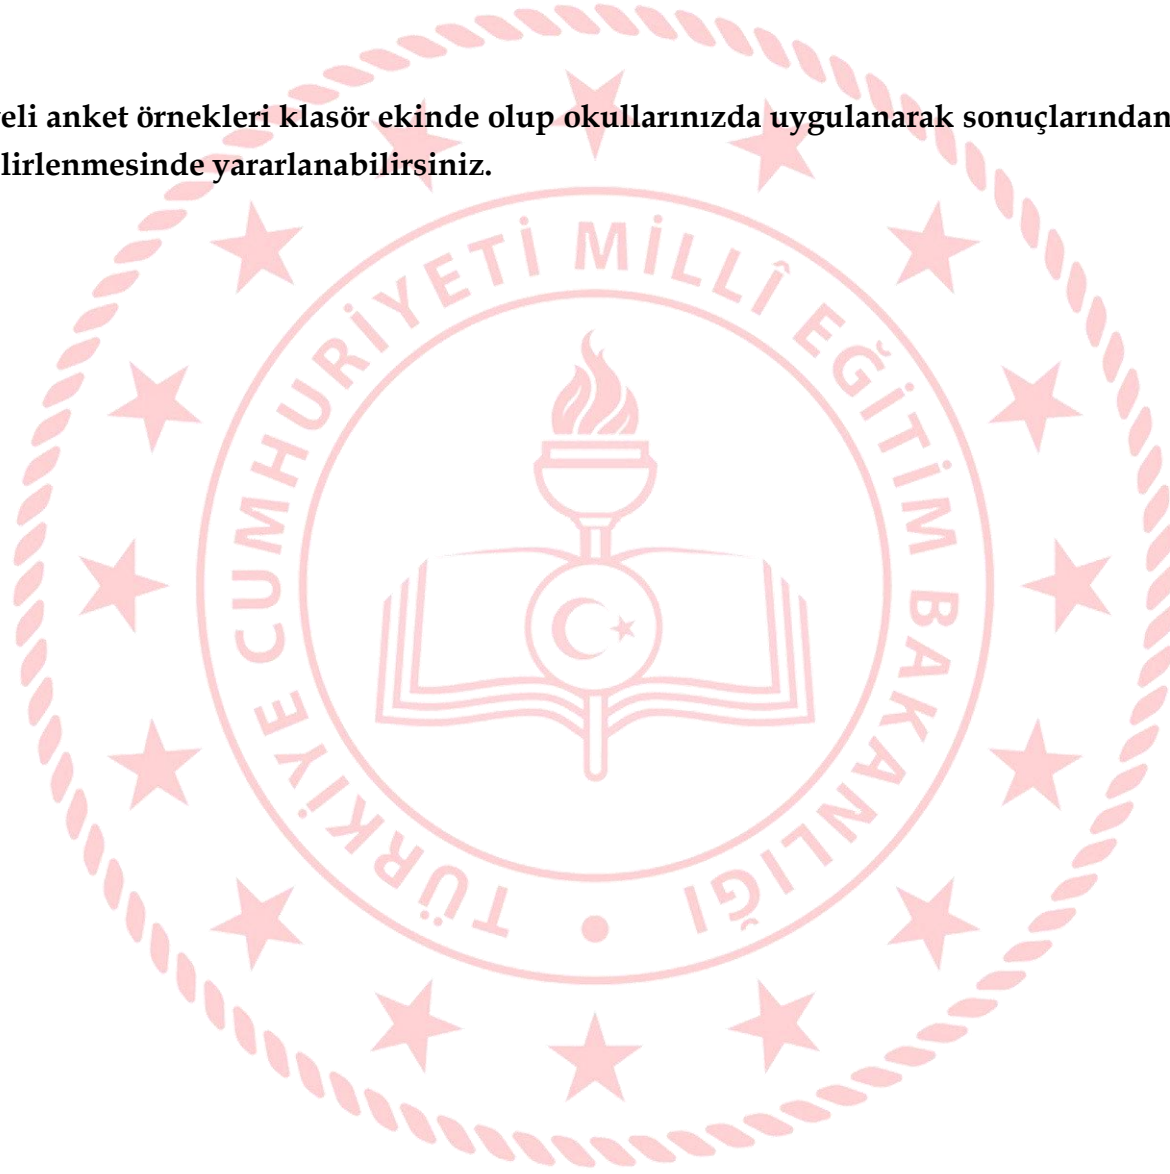 eli anket örnekleri klasör ekinde olup okullarınızda uygulanarak sonuçlarından
lirlenmesinde yararlanabilirsiniz.
TÜRKİYE CUMHURİYETİ MİLLÎ EĞİTİM BAKANLIĞI